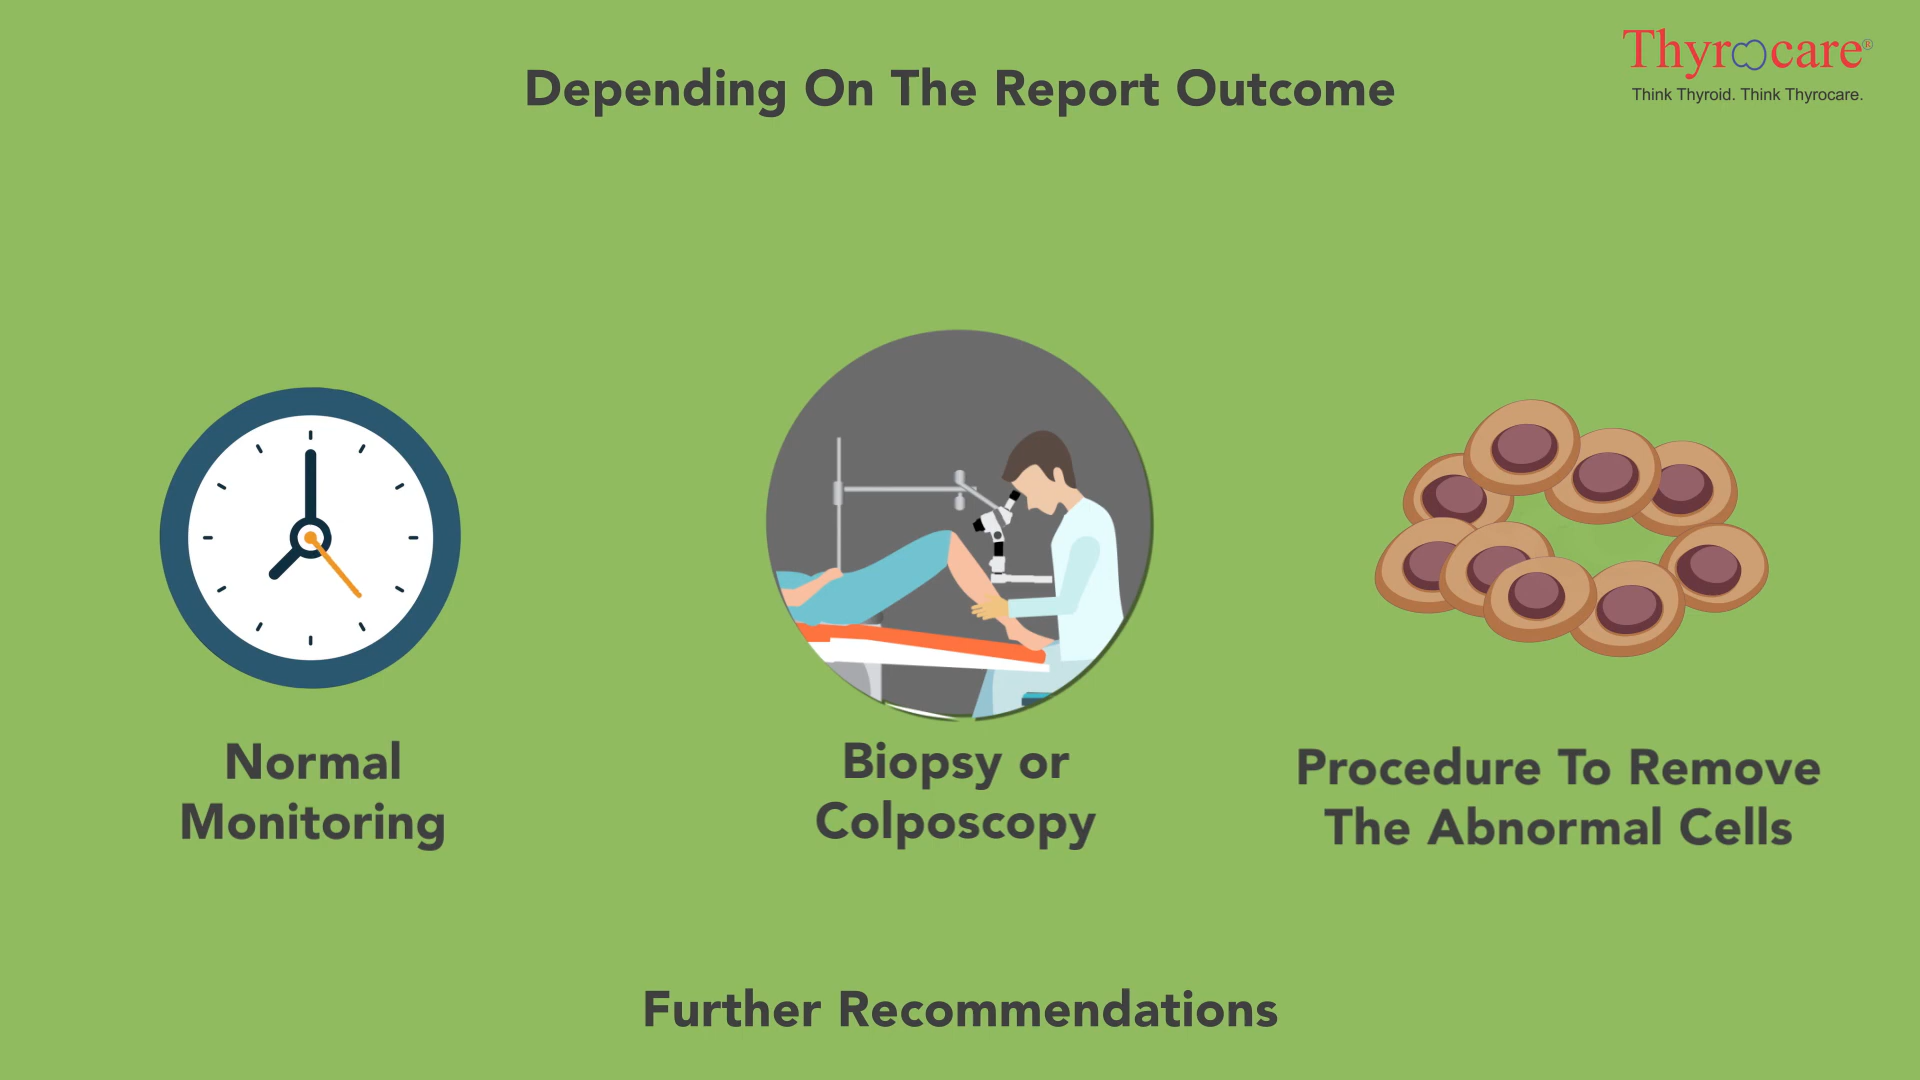 Thyrocare®
Think Thyroid. Think Thyrocare.
Depending On The Report Outcome
Normal
Monitoring
Biopsy or
Colposcopy
Procedure To Remove
The Abnormal Cells
Further Recommendations